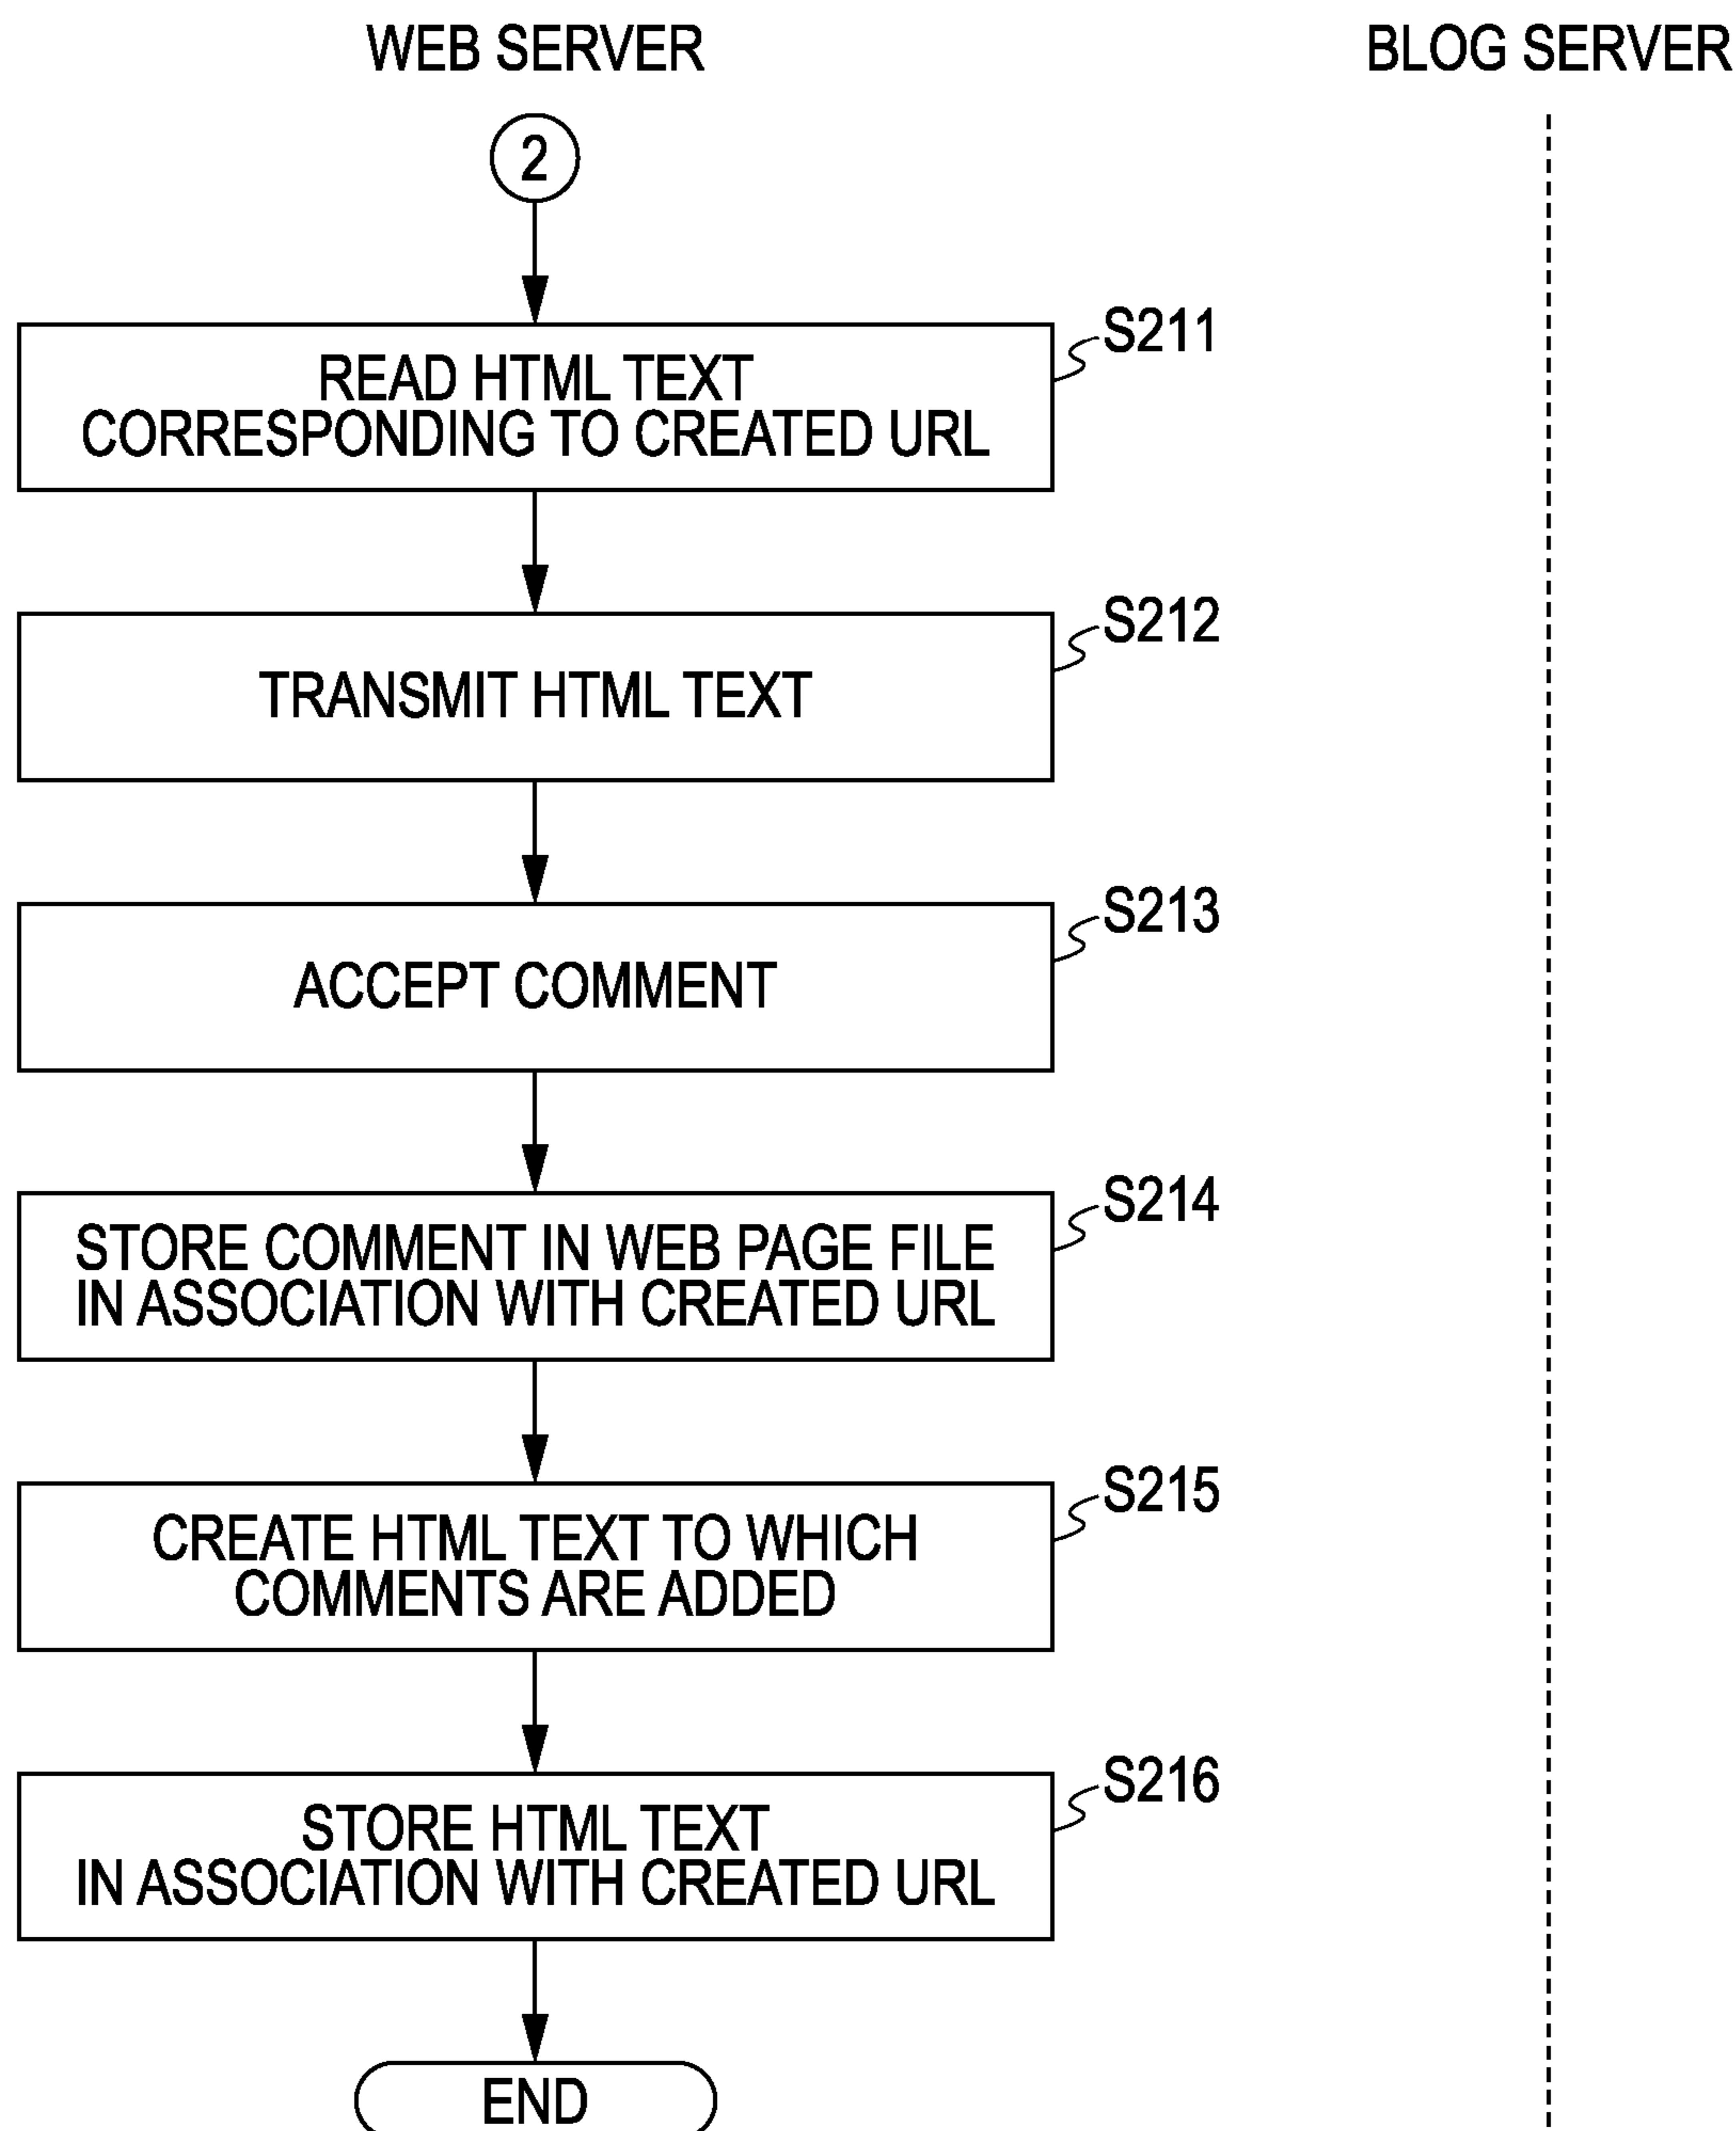 WEB SERVER
BLOG SERVER
2
S211
READ HTML TEXT
CORRESPONDING TO CREATED URL
S212
TRANSMIT HTML TEXT
S213
ACCEPT COMMENT
S214
STORE COMMENT IN WEB PAGE FILE
IN ASSOCIATION WITH CREATED URL
S215
CREATE HTML TEXT TO WHICH
COMMENTS ARE ADDED
S216
STORE HTML TEXT
IN ASSOCIATION WITH CREATED URL
END